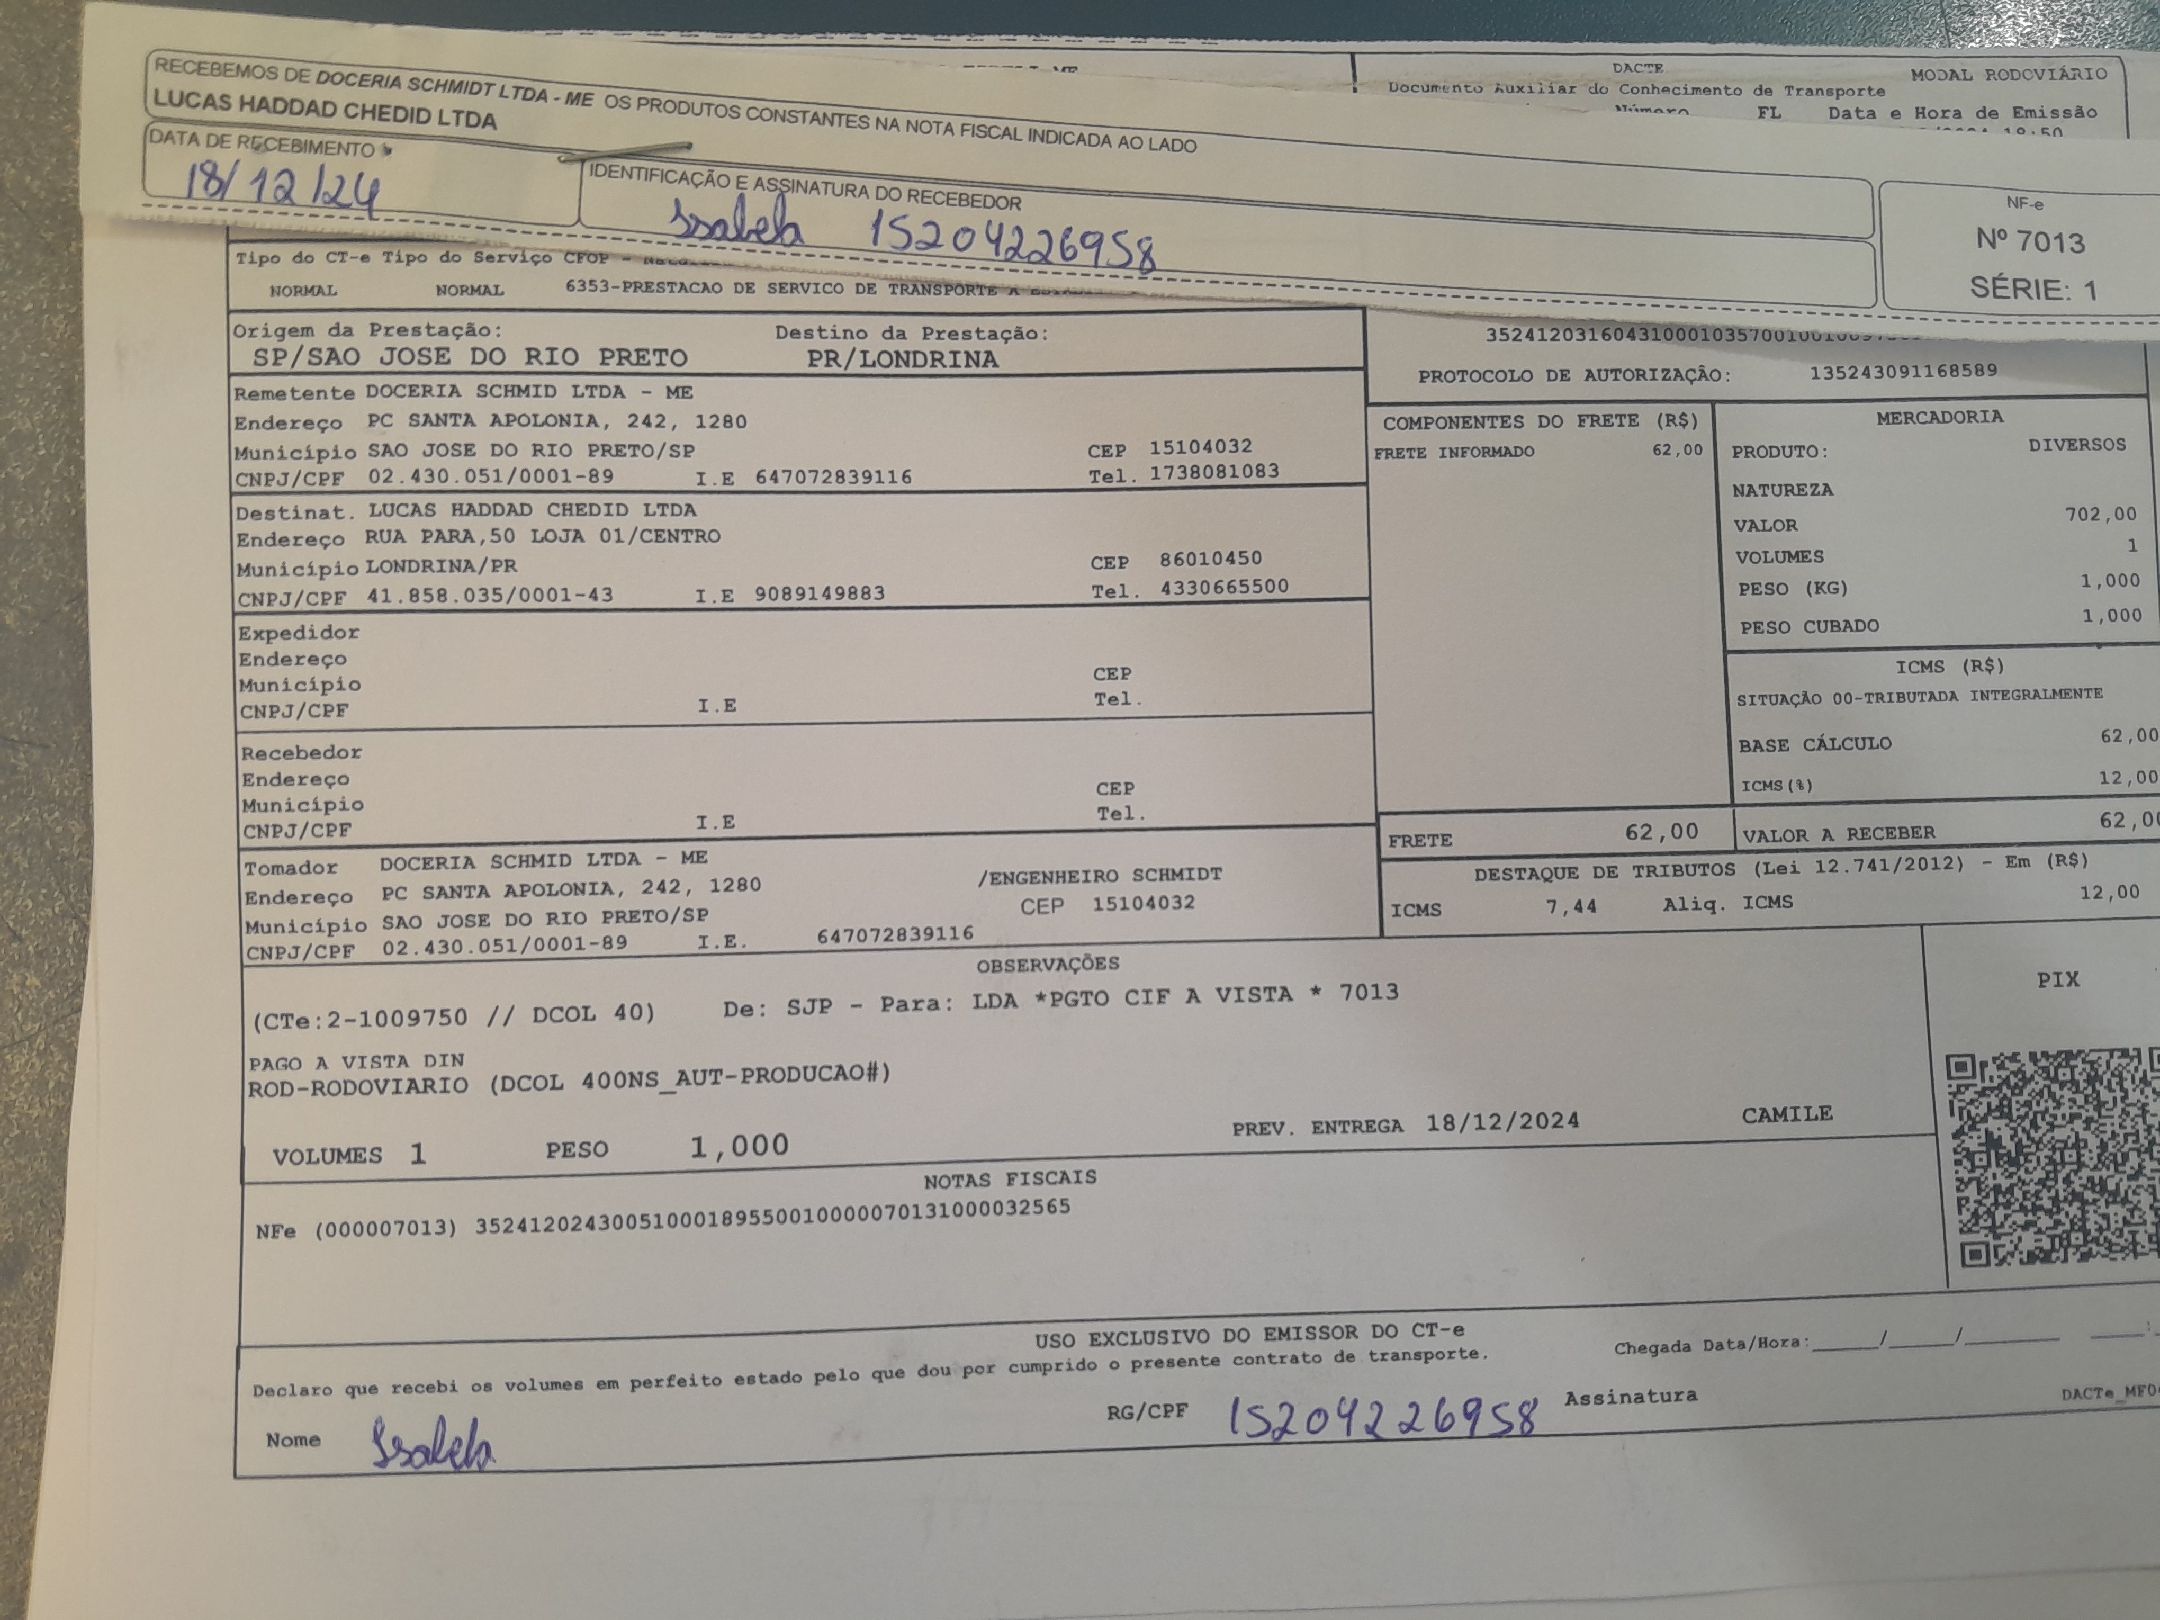 RECEBEMOS DE DOCERIA SCHMIDT LTDA - ME OS PRODUTOS CONSTANTES NA NOTA FISCAL INDICADA AO LADO
LUCAS HADDAD CHEDID LTDA
DATA DE RECEBIMENTO
18/12/24
IDENTIFICAÇÃO E ASSINATURA DO RECEBEDOR
Isabela 15204226958
NF-e
Nº 7013
SÉRIE: 1
DACTE
MODAL RODOVIÁRIO
Documento Auxiliar do Conhecimento de Transporte
Número FL Data e Hora de Emissão
18:50
Tipo do CT-e Tipo do Serviço CFOP -
NORMAL NORMAL 6353-PRESTACAO DE SERVICO DE TRANSPORTE A
Origem da Prestação: Destino da Prestação:
SP/SAO JOSE DO RIO PRETO PR/LONDRINA
PROTOCOLO DE AUTORIZAÇÃO: 135243091168589
Remetente DOCERIA SCHMID LTDA - ME
Endereço PC SANTA APOLONIA, 242, 1280
Município SAO JOSE DO RIO PRETO/SP CEP 15104032
CNPJ/CPF 02.430.051/0001-89 I.E 647072839116 Tel. 1738081083
Destinat. LUCAS HADDAD CHEDID LTDA
Endereço RUA PARA,50 LOJA 01/CENTRO
Município LONDRINA/PR CEP 86010450
CNPJ/CPF 41.858.035/0001-43 I.E 9089149883 Tel. 4330665500
Expedidor
Endereço
Município CEP
CNPJ/CPF I.E Tel.
Recebedor
Endereço
Município CEP
CNPJ/CPF I.E Tel.
Tomador DOCERIA SCHMID LTDA - ME
Endereço PC SANTA APOLONIA, 242, 1280 /ENGENHEIRO SCHMIDT
Município SAO JOSE DO RIO PRETO/SP CEP 15104032
CNPJ/CPF 02.430.051/0001-89 I.E. 647072839116
COMPONENTES DO FRETE (R$)
FRETE INFORMADO 62,00
MERCADORIA
PRODUTO: DIVERSOS
NATUREZA
VALOR 702,00
VOLUMES 1
PESO (KG) 1,000
PESO CUBADO 1,000
ICMS (R$)
SITUAÇÃO 00-TRIBUTADA INTEGRALMENTE
BASE CÁLCULO 62,00
ICMS(%) 12,00
FRETE 62,00 VALOR A RECEBER 62,00
DESTAQUE DE TRIBUTOS (Lei 12.741/2012) - Em (R$)
ICMS 7,44 Aliq. ICMS 12,00
OBSERVAÇÕES
(CTe:2-1009750 // DCOL 40) De: SJP - Para: LDA *PGTO CIF A VISTA * 7013
PAGO A VISTA DIN
ROD-RODOVIARIO (DCOL 400NS_AUT-PRODUCAO#)
VOLUMES 1 PESO 1,000 PREV. ENTREGA 18/12/2024 CAMILE
PIX
NOTAS FISCAIS
NFe (000007013) 35241202430051000189550010000070131000032565
USO EXCLUSIVO DO EMISSOR DO CT-e
Declaro que recebi os volumes em perfeito estado pelo que dou por cumprido o presente contrato de transporte.
Chegada Data/Hora:______/______/________
Nome Isabela RG/CPF 15204226958 Assinatura